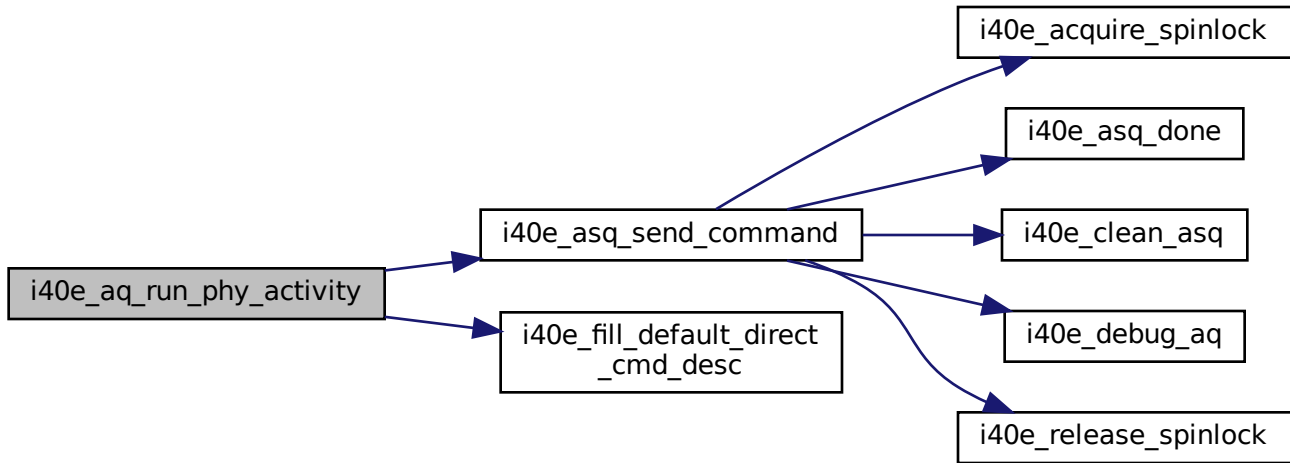 i40e_acquire_spinlock
i40e_asq_done
i40e_asq_send_command
i40e_clean_asq
i40e_aq_run_phy_activity
i40e_debug_aq
i40e_fill_default_direct
_cmd_desc
i40e_release_spinlock